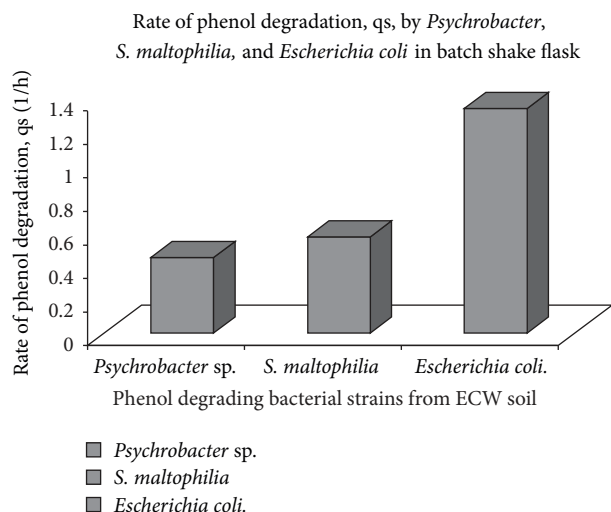 Rate of phenol degradation, qs, by Psychrobacter,
S. maltophilia, and Escherichia coli in batch shake flask
Rate of phenol degradation, qs (1/h)
1.4
1.2
1
0.8
0.6
0.4
0.2
0
Psychrobacter sp.
S. maltophilia
Escherichia coli.
Phenol degrading bacterial strains from ECW soil
Psychrobacter sp.
S. maltophilia
Escherichia coli.